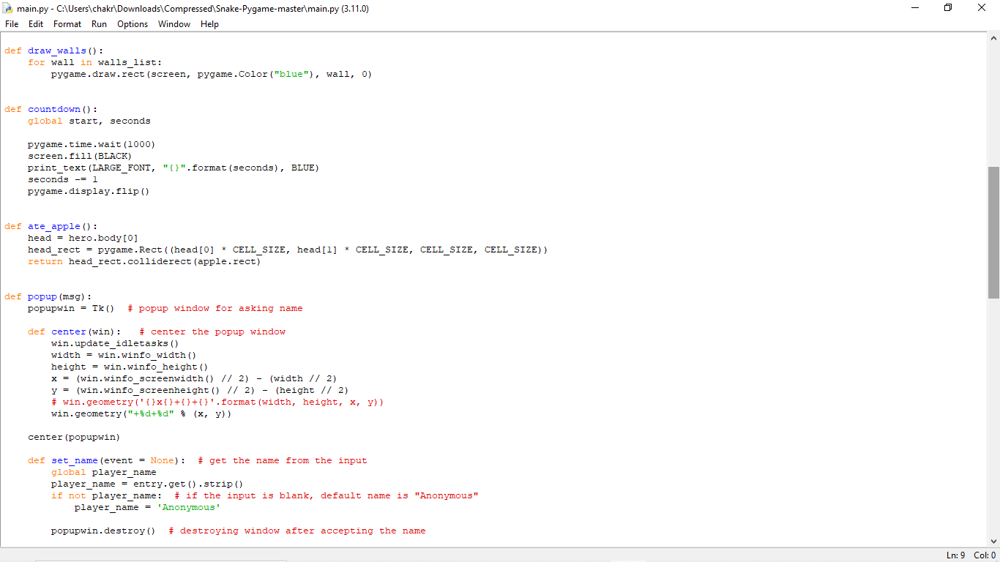 main.py - C:\Users\chakr\Downloads\Compressed\Snake-Pygame-master\main.py (3.11.0)
File Edit Format Run Options Window Help
def draw_walls():
    for wall in walls_list:
        pygame.draw.rect(screen, pygame.Color("blue"), wall, 0)
def countdown():
    global start, seconds
    pygame.time.wait(1000)
    screen.fill(BLACK)
    print_text(LARGE_FONT, "{}".format(seconds), BLUE)
    seconds -= 1
    pygame.display.flip()
def ate_apple():
    head = hero.body[0]
    head_rect = pygame.Rect((head[0] * CELL_SIZE, head[1] * CELL_SIZE, CELL_SIZE, CELL_SIZE))
    return head_rect.colliderect(apple.rect)
def popup(msg):
    popupwin = Tk()  # popup window for asking name
    def center(win):   # center the popup window
        win.update_idletasks()
        width = win.winfo_width()
        height = win.winfo_height()
        x = (win.winfo_screenwidth() // 2) - (width // 2)
        y = (win.winfo_screenheight() // 2) - (height // 2)
        # win.geometry('{}x{}+{}+{}'.format(width, height, x, y))
        win.geometry("+%d+%d" % (x, y))
    center(popupwin)
    def set_name(event = None):  # get the name from the input
        global player_name
        player_name = entry.get().strip()
        if not player_name:  # if the input is blank, default name is "Anonymous"
            player_name = 'Anonymous'
        popupwin.destroy()  # destroying window after accepting the name
Ln: 9 Col: 0